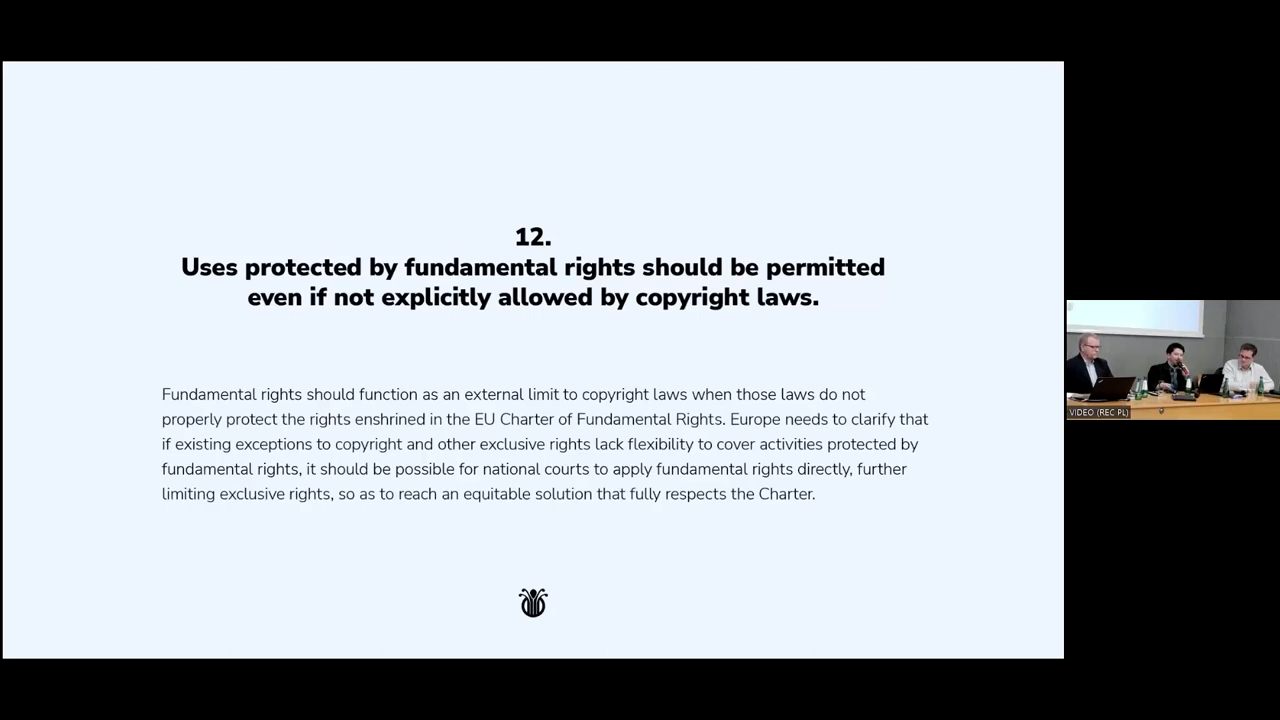 12.
Uses protected by fundamental rights should be permitted
even if not explicitly allowed by copyright laws.
Fundamental rights should function as an external limit to copyright laws when those laws do not
properly protect the rights enshrined in the EU Charter of Fundamental Rights. Europe needs to clarify that
if existing exceptions to copyright and other exclusive rights lack flexibility to cover activities protected by
fundamental rights, it should be possible for national courts to apply fundamental rights directly, further
limiting exclusive rights, so as to reach an equitable solution that fully respects the Charter.
VIDEO (REC PL)